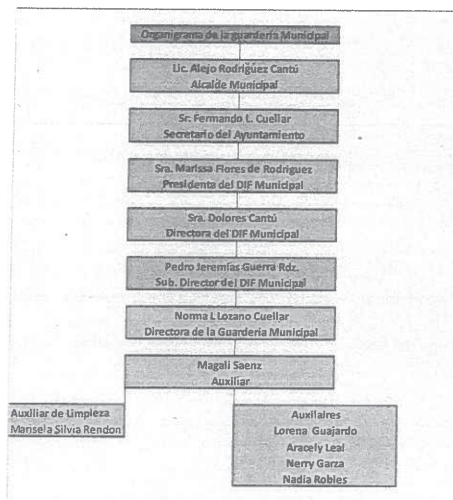 Organigrama de la guardería Municipal
Lic. Alejo Rodríguez Cantú
Alcalde Municipal
Sr. Fernando L. Cuellar
Secretario del Ayuntamiento
Sra. Marissa Flores de Rodriguez
Presidenta del DIF Municipal
Sra. Dolores Cantú
Directora del DIF Municipal
Pedro Jeremías Guerra Rdz.
Sub. Director del DIF Municipal
Norma L Lozano Cuellar
Directora de la Guardería Municipal
Magali Saenz
Auxiliar
Auxiliar de Limpieza
Marisela Silvia Rendon
Auxilaires
Lorena Guajardo
Aracely Leal
Nerry Garza
Nadia Robles